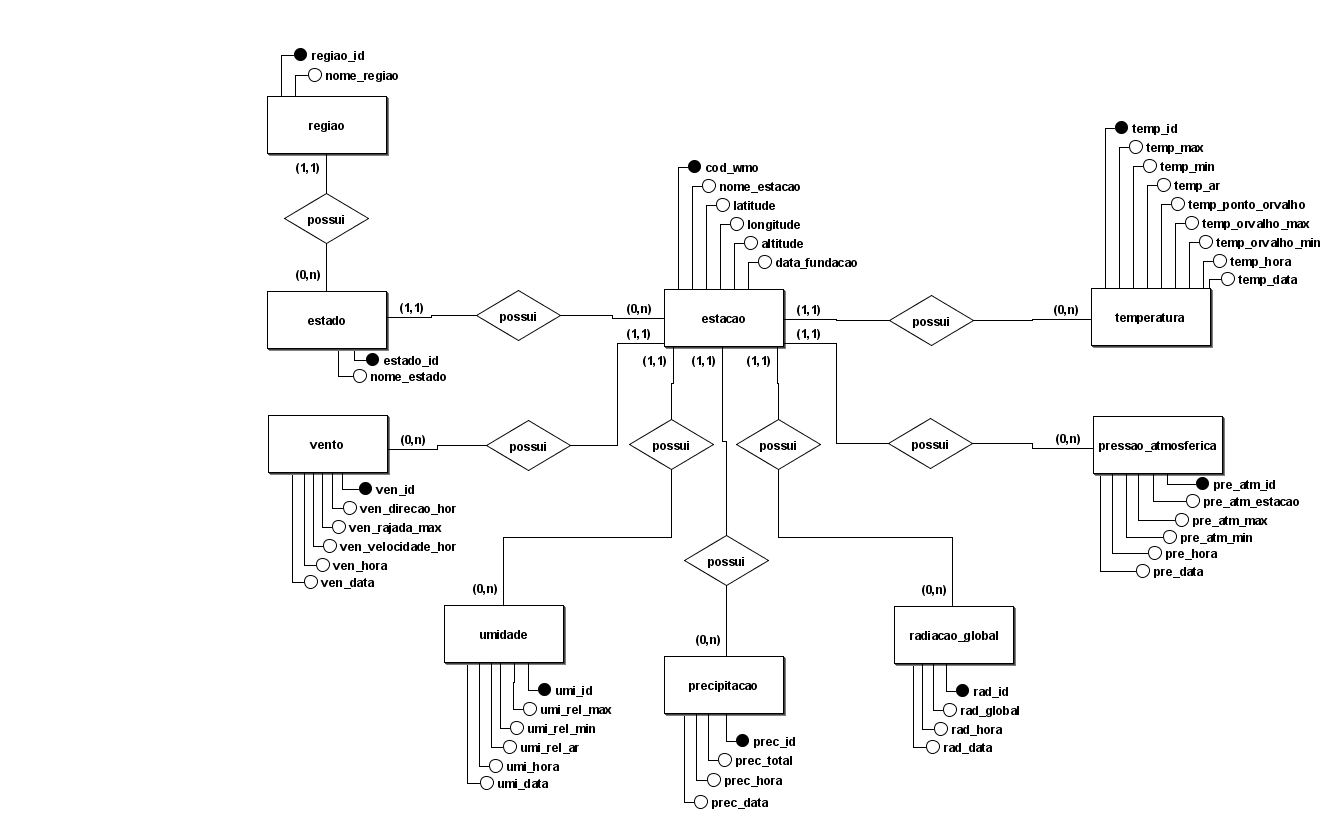 regiao_id
nome_regiao
regiao
(1,1)
possui
(0,n)
estado
estado_id
nome_estado
(1,1)
possui
(0,n)
cod_wmo
nome_estacao
latitude
longitude
altitude
data_fundacao
estacao
(1,1)
possui
(0,n)
temp_id
temp_max
temp_min
temp_ar
temp_ponto_orvalho
temp_orvalho_max
temp_orvalho_min
temp_hora
temp_data
temperatura
(1,1)
possui
(0,n)
vento
ven_id
ven_direcao_hor
ven_rajada_max
ven_velocidade_hor
ven_hora
ven_data
(1,1)
possui
(0,n)
umidade
umi_id
umi_rel_max
umi_rel_min
umi_rel_ar
umi_hora
umi_data
(1,1)
possui
(0,n)
precipitacao
prec_id
prec_total
prec_hora
prec_data
(1,1)
possui
(0,n)
radiacao_global
rad_id
rad_global
rad_hora
rad_data
(1,1)
possui
(0,n)
pressao_atmosferica
pre_atm_id
pre_atm_estacao
pre_atm_max
pre_atm_min
pre_hora
pre_data